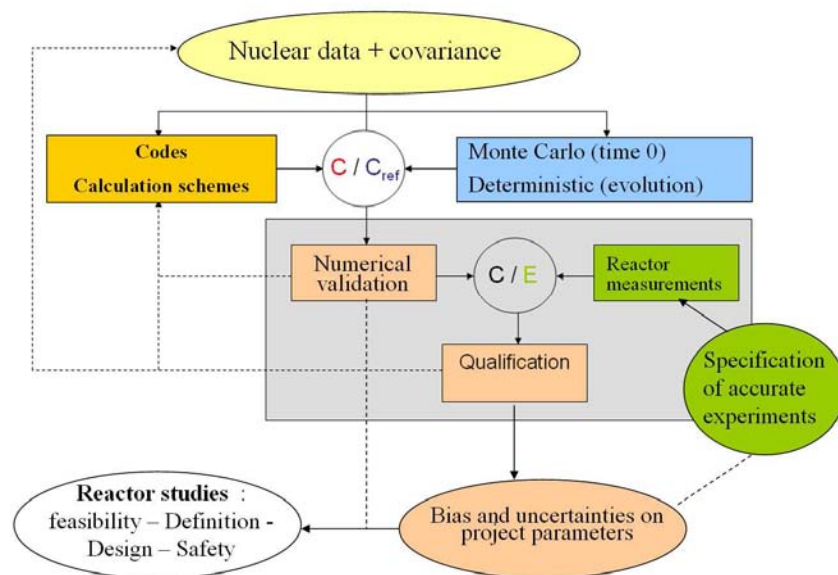 Nuclear data + covariance
Codes
Calculation schemes
C / Cref
Monte Carlo (time 0)
Deterministic (evolution)
Numerical
validation
C / E
Reactor
measurements
Qualification
Specification
of accurate
experiments
Reactor studies :
feasibility – Definition -
Design – Safety
Bias and uncertainties on
project parameters